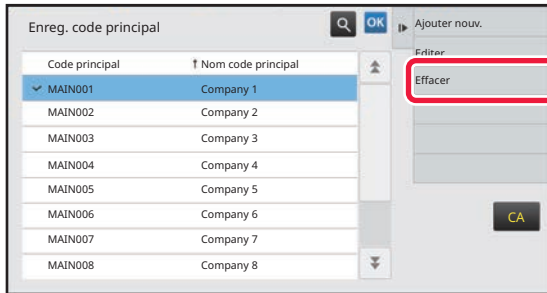 Enreg. code principal
OK
Ajouter nouv.
Editer
Effacer
Code principal Nom code principal
MAIN001 Company 1
MAIN002 Company 2
MAIN003 Company 3
MAIN004 Company 4
MAIN005 Company 5
MAIN006 Company 6
MAIN007 Company 7
MAIN008 Company 8
CA